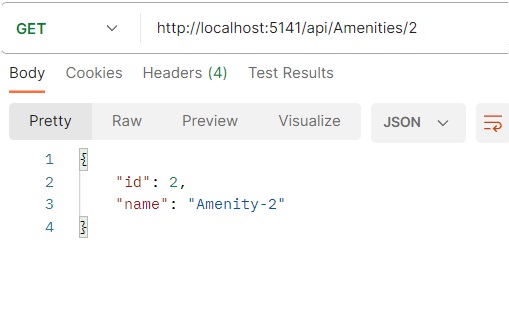 GET http://localhost:5141/api/Amenities/2
Body Cookies Headers (4) Test Results
Pretty Raw Preview Visualize JSON
1 {
2 "id": 2,
3 "name": "Amenity-2"
4 }